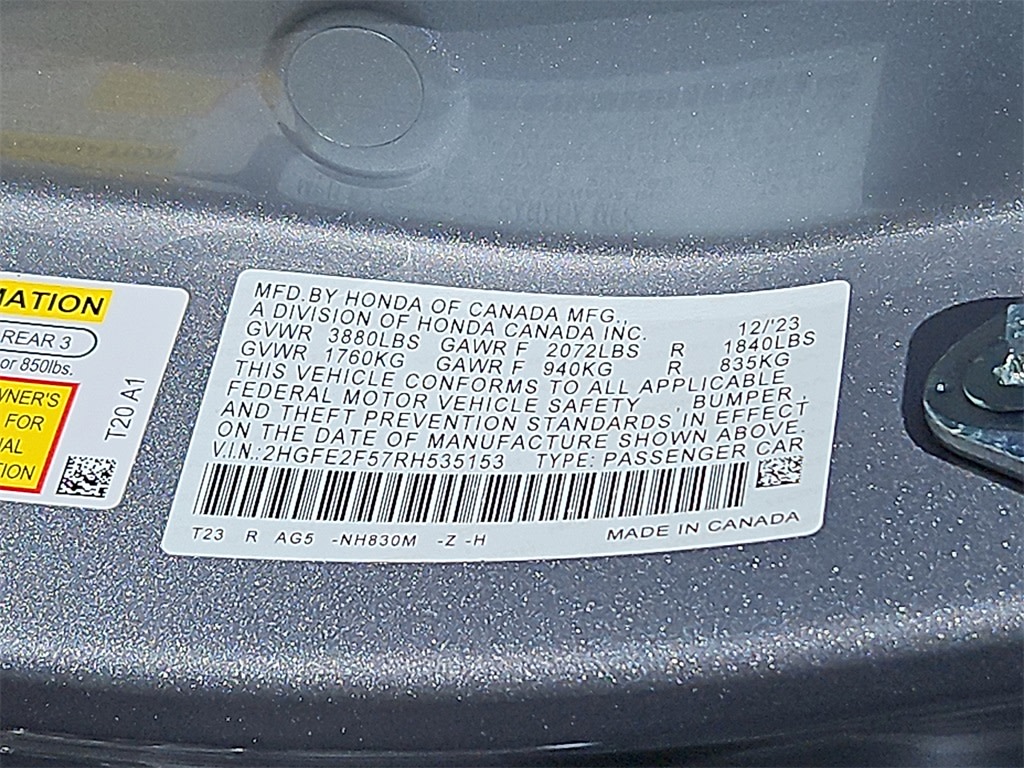 MATION
REAR 3
or 850lbs.
WNER'S
FOR
TION
T20 A1
MFD.BY HONDA OF CANADA MFG.,
A DIVISION OF HONDA CANADA INC. 12/'23
GVWR 3880LBS GAWR F 2072LBS R 1840LBS
GVWR 1760KG GAWR F 940KG R 835KG
THIS VEHICLE CONFORMS TO ALL APPLICABLE
FEDERAL MOTOR VEHICLE SAFETY , BUMPER ,
AND THEFT PREVENTION STANDARDS IN EFFECT
ON THE DATE OF MANUFACTURE SHOWN ABOVE.
V.I.N.:2HGFE2F57RH535153 TYPE: PASSENGER CAR
T23 R AG5 -NH830M -Z -H MADE IN CANADA